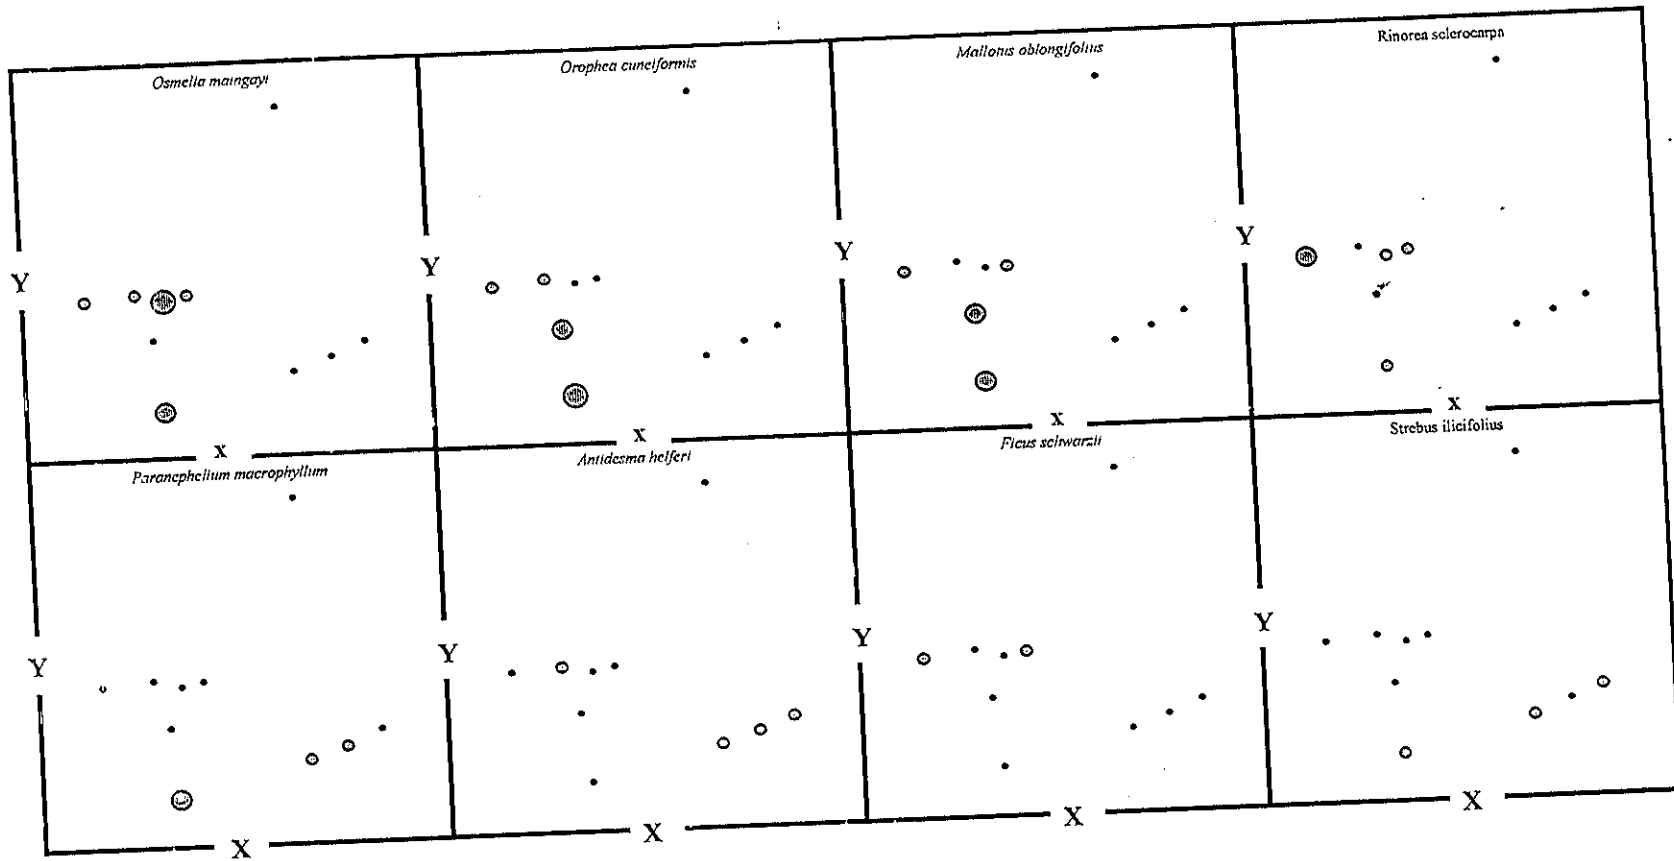 Osmelia maingayi
Orophea cuneiformis
Mallotus oblongifolius
Rinorea sclerocarpa
Y
Y
Y
Y
x
x
x
x
Paranephelium macrophyllum
Antidesma helferi
Ficus schwarzii
Strebus ilicifolius
Y
Y
Y
Y
X
X
X
X